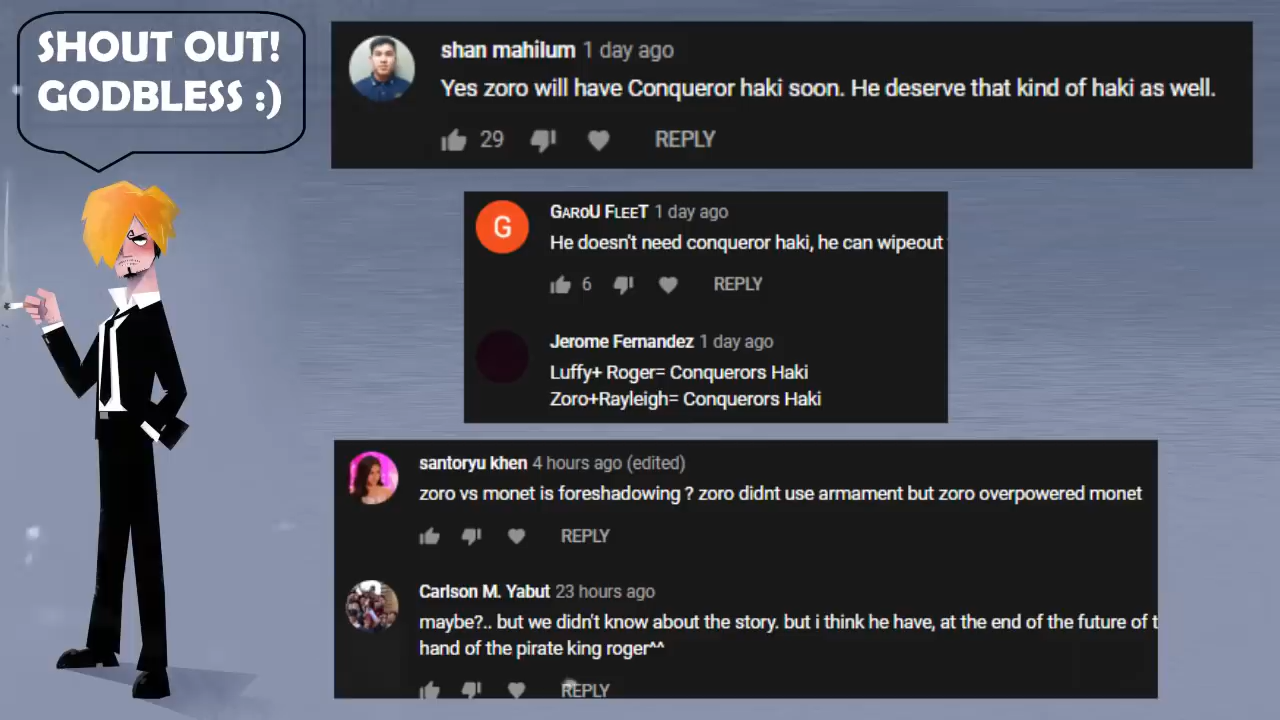 SHOUT OUT!
GODBLESS :)
shan mahilum 1 day ago
Yes zoro will have Conqueror haki soon. He deserve that kind of haki as well.
29 REPLY
G
GᴀʀᴏU FʟᴇᴇT 1 day ago
He doesn't need conqueror haki, he can wipeout
6 REPLY
Jerome Fernandez 1 day ago
Luffy+ Roger= Conquerors Haki
Zoro+Rayleigh= Conquerors Haki
santoryu khen 4 hours ago (edited)
zoro vs monet is foreshadowing ? zoro didnt use armament but zoro overpowered monet
REPLY
Carlson M. Yabut 23 hours ago
maybe?.. but we didn't know about the story. but i think he have, at the end of the future of t
hand of the pirate king roger^^
REPLY